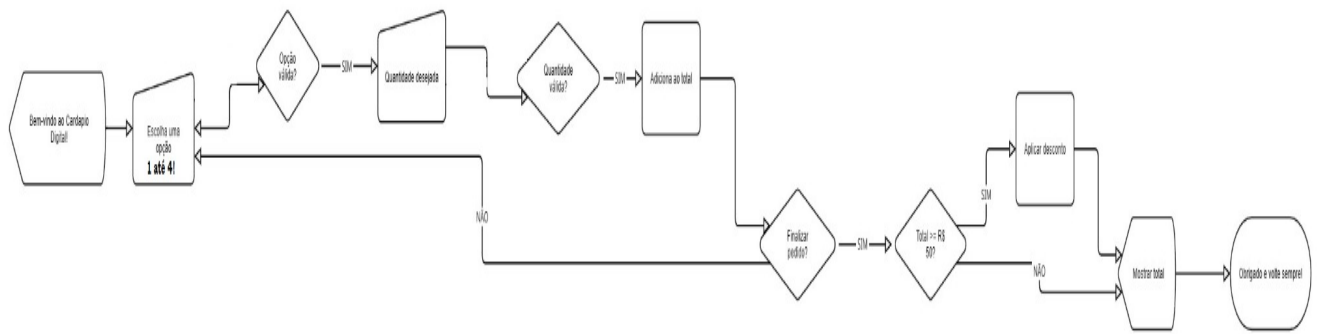 Bem-vindo ao Cardapio
Digital!
Escolha uma
opção
1 até 4!
Opção
válida?
SIM
Quantidade desejada
Quantidade
válida?
SIM
Adiciona ao total
NÃO
Finalizar
pedido?
SIM
Total >= R$
50?
SIM
Aplicar desconto
NÃO
Mostrar total
Obrigado e volte sempre!